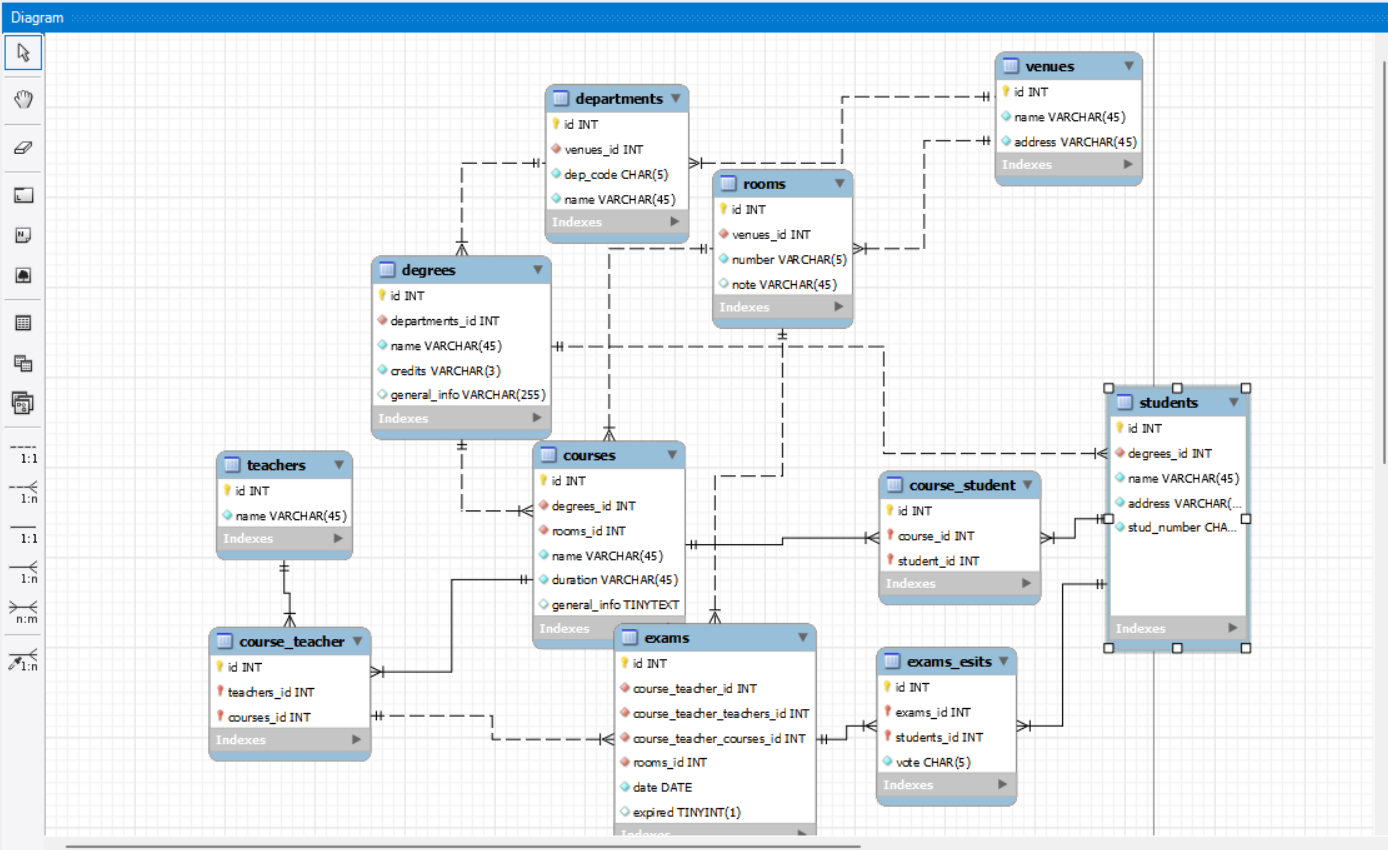 Diagram
venues
id INT
name VARCHAR(45)
address VARCHAR(45)
Indexes
departments
id INT
venues_id INT
dep_code CHAR(5)
name VARCHAR(45)
Indexes
rooms
id INT
venues_id INT
number VARCHAR(5)
note VARCHAR(45)
Indexes
degrees
id INT
departments_id INT
name VARCHAR(45)
credits VARCHAR(3)
general_info VARCHAR(255)
Indexes
students
id INT
degrees_id INT
name VARCHAR(45)
address VARCHAR(...
stud_number CHA...
Indexes
teachers
id INT
name VARCHAR(45)
Indexes
courses
id INT
degrees_id INT
rooms_id INT
name VARCHAR(45)
duration VARCHAR(45)
general_info TINYTEXT
Indexes
course_student
id INT
course_id INT
student_id INT
Indexes
course_teacher
id INT
teachers_id INT
courses_id INT
Indexes
exams
id INT
course_teacher_id INT
course_teacher_teachers_id INT
course_teacher_courses_id INT
rooms_id INT
date DATE
expired TINYINT(1)
Indexes
exams_esits
id INT
exams_id INT
students_id INT
vote CHAR(5)
Indexes
1:1
1:n
1:1
1:n
n:m
1:n